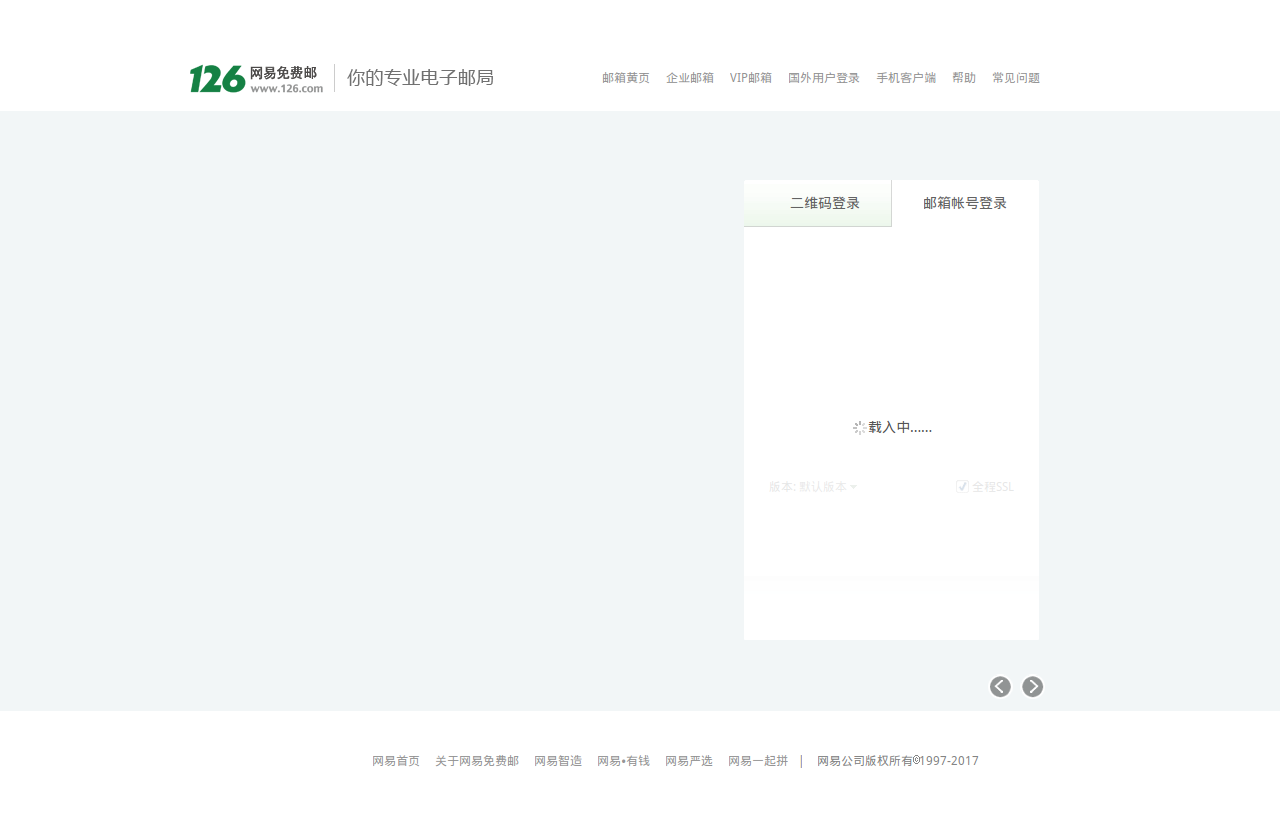 126 网易免费邮 www.126.com 你的专业电子邮局 邮箱黄页 企业邮箱 VIP邮箱 国外用户登录 手机客户端 帮助 常见问题
二维码登录 邮箱帐号登录
载入中......
版本: 默认版本 全程SSL
网易首页 关于网易免费邮 网易智造 网易•有钱 网易严选 网易一起拼 | 网易公司版权所有©1997-2017